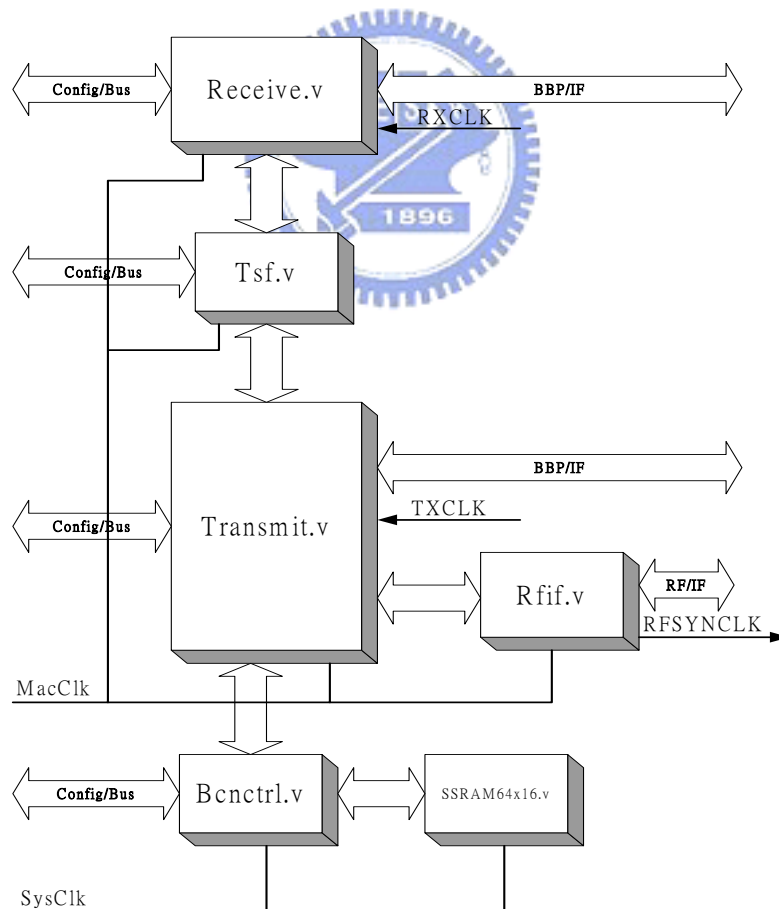 Receive.v
Config/Bus
BBP/IF
RXCLK
1896
Tsf.v
Config/Bus
BBP/IF
TXCLK
Config/Bus
Transmit.v
Rfif.v
RF/IF
RFSYNCLK
MacClk
Bcnctrl.v
Config/Bus
SSRAM64x16.v
SysClk